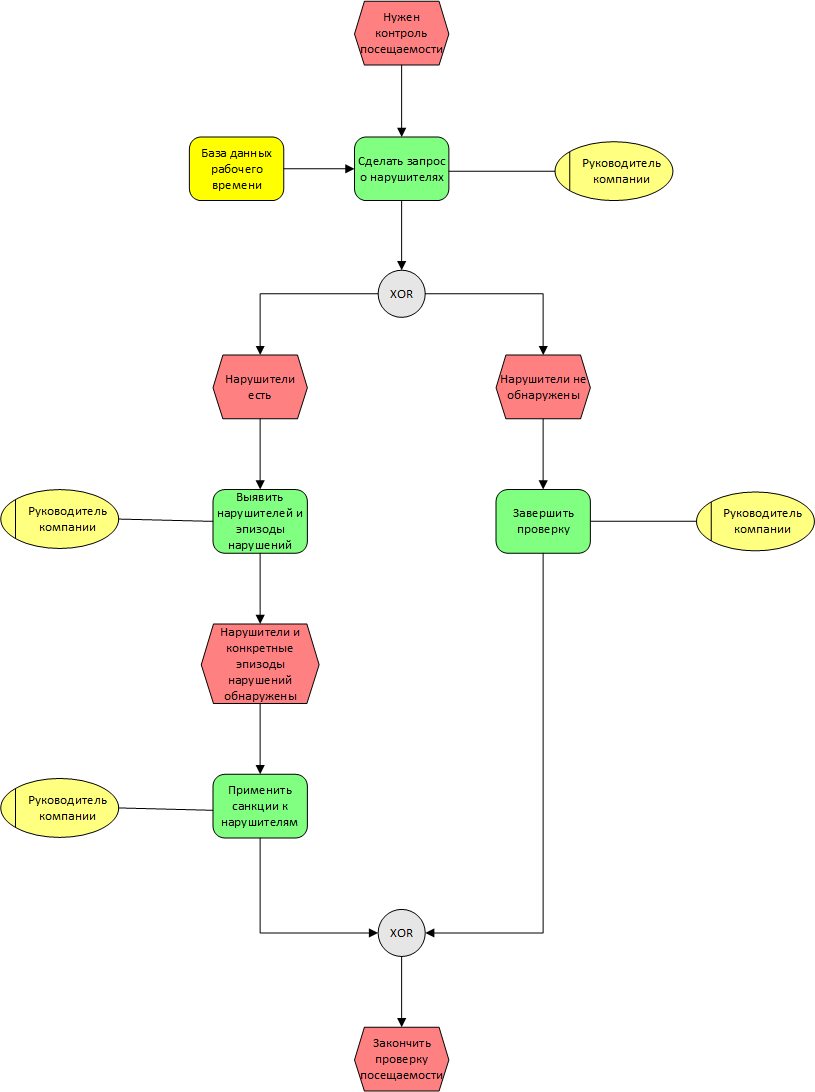 Нужен
контроль
посещаемости
База данных
рабочего
времени
Сделать запрос
о нарушителях
Руководитель
компании
XOR
Нарушители
есть
Нарушители не
обнаружены
Руководитель
компании
Выявить
нарушителей и
эпизоды
нарушений
Завершить
проверку
Руководитель
компании
Нарушители и
конкретные
эпизоды
нарушений
обнаружены
Руководитель
компании
Применить
санкции к
нарушителям
XOR
Закончить
проверку
посещаемости